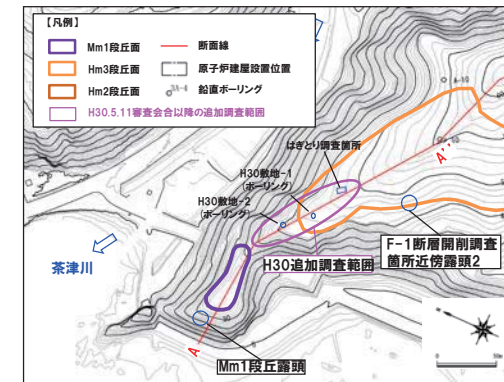 【凡例】
Mm1段丘面
断面線
Hm3段丘面
原子炉建屋設置位置
Hm2段丘面
鉛直ボーリング
H30.5.11審査会合以降の追加調査範囲
A''
はぎとり調査箇所
H30敷地-1
(ボーリング)
H30敷地-2
(ボーリング)
F-1断層開削調査
箇所近傍露頭2
茶津川
H30追加調査範囲
A
Mm1段丘露頭